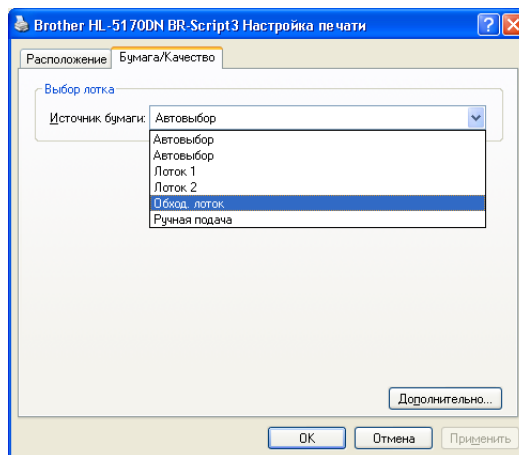 Brother HL-5170DN BR-Script3 Настройка печати
Расположение Бумага/Качество
Выбор лотка
Источник бумаги: Автовыбор
Автовыбор
Автовыбор
Лоток 1
Лоток 2
Обход. лоток
Ручная подача
Дополнительно...
OK Отмена Применить